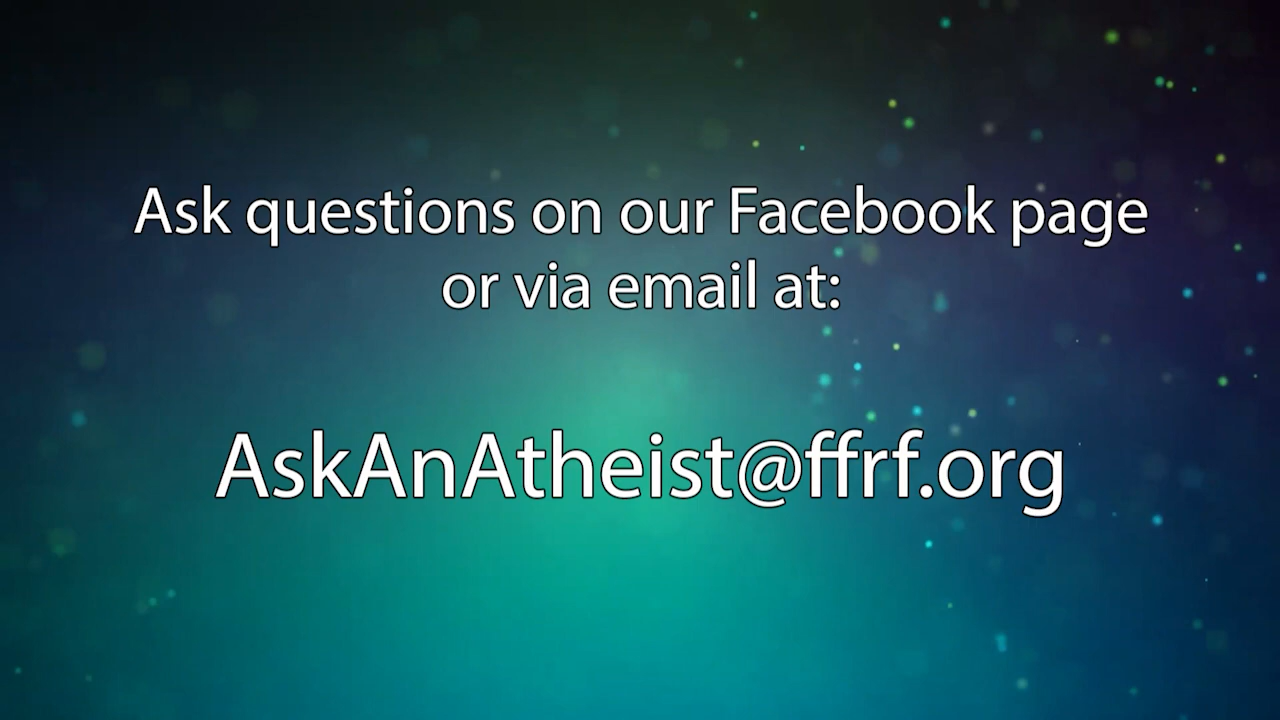 Ask questions on our Facebook page
or via email at:
AskAnAtheist@ffrf.org